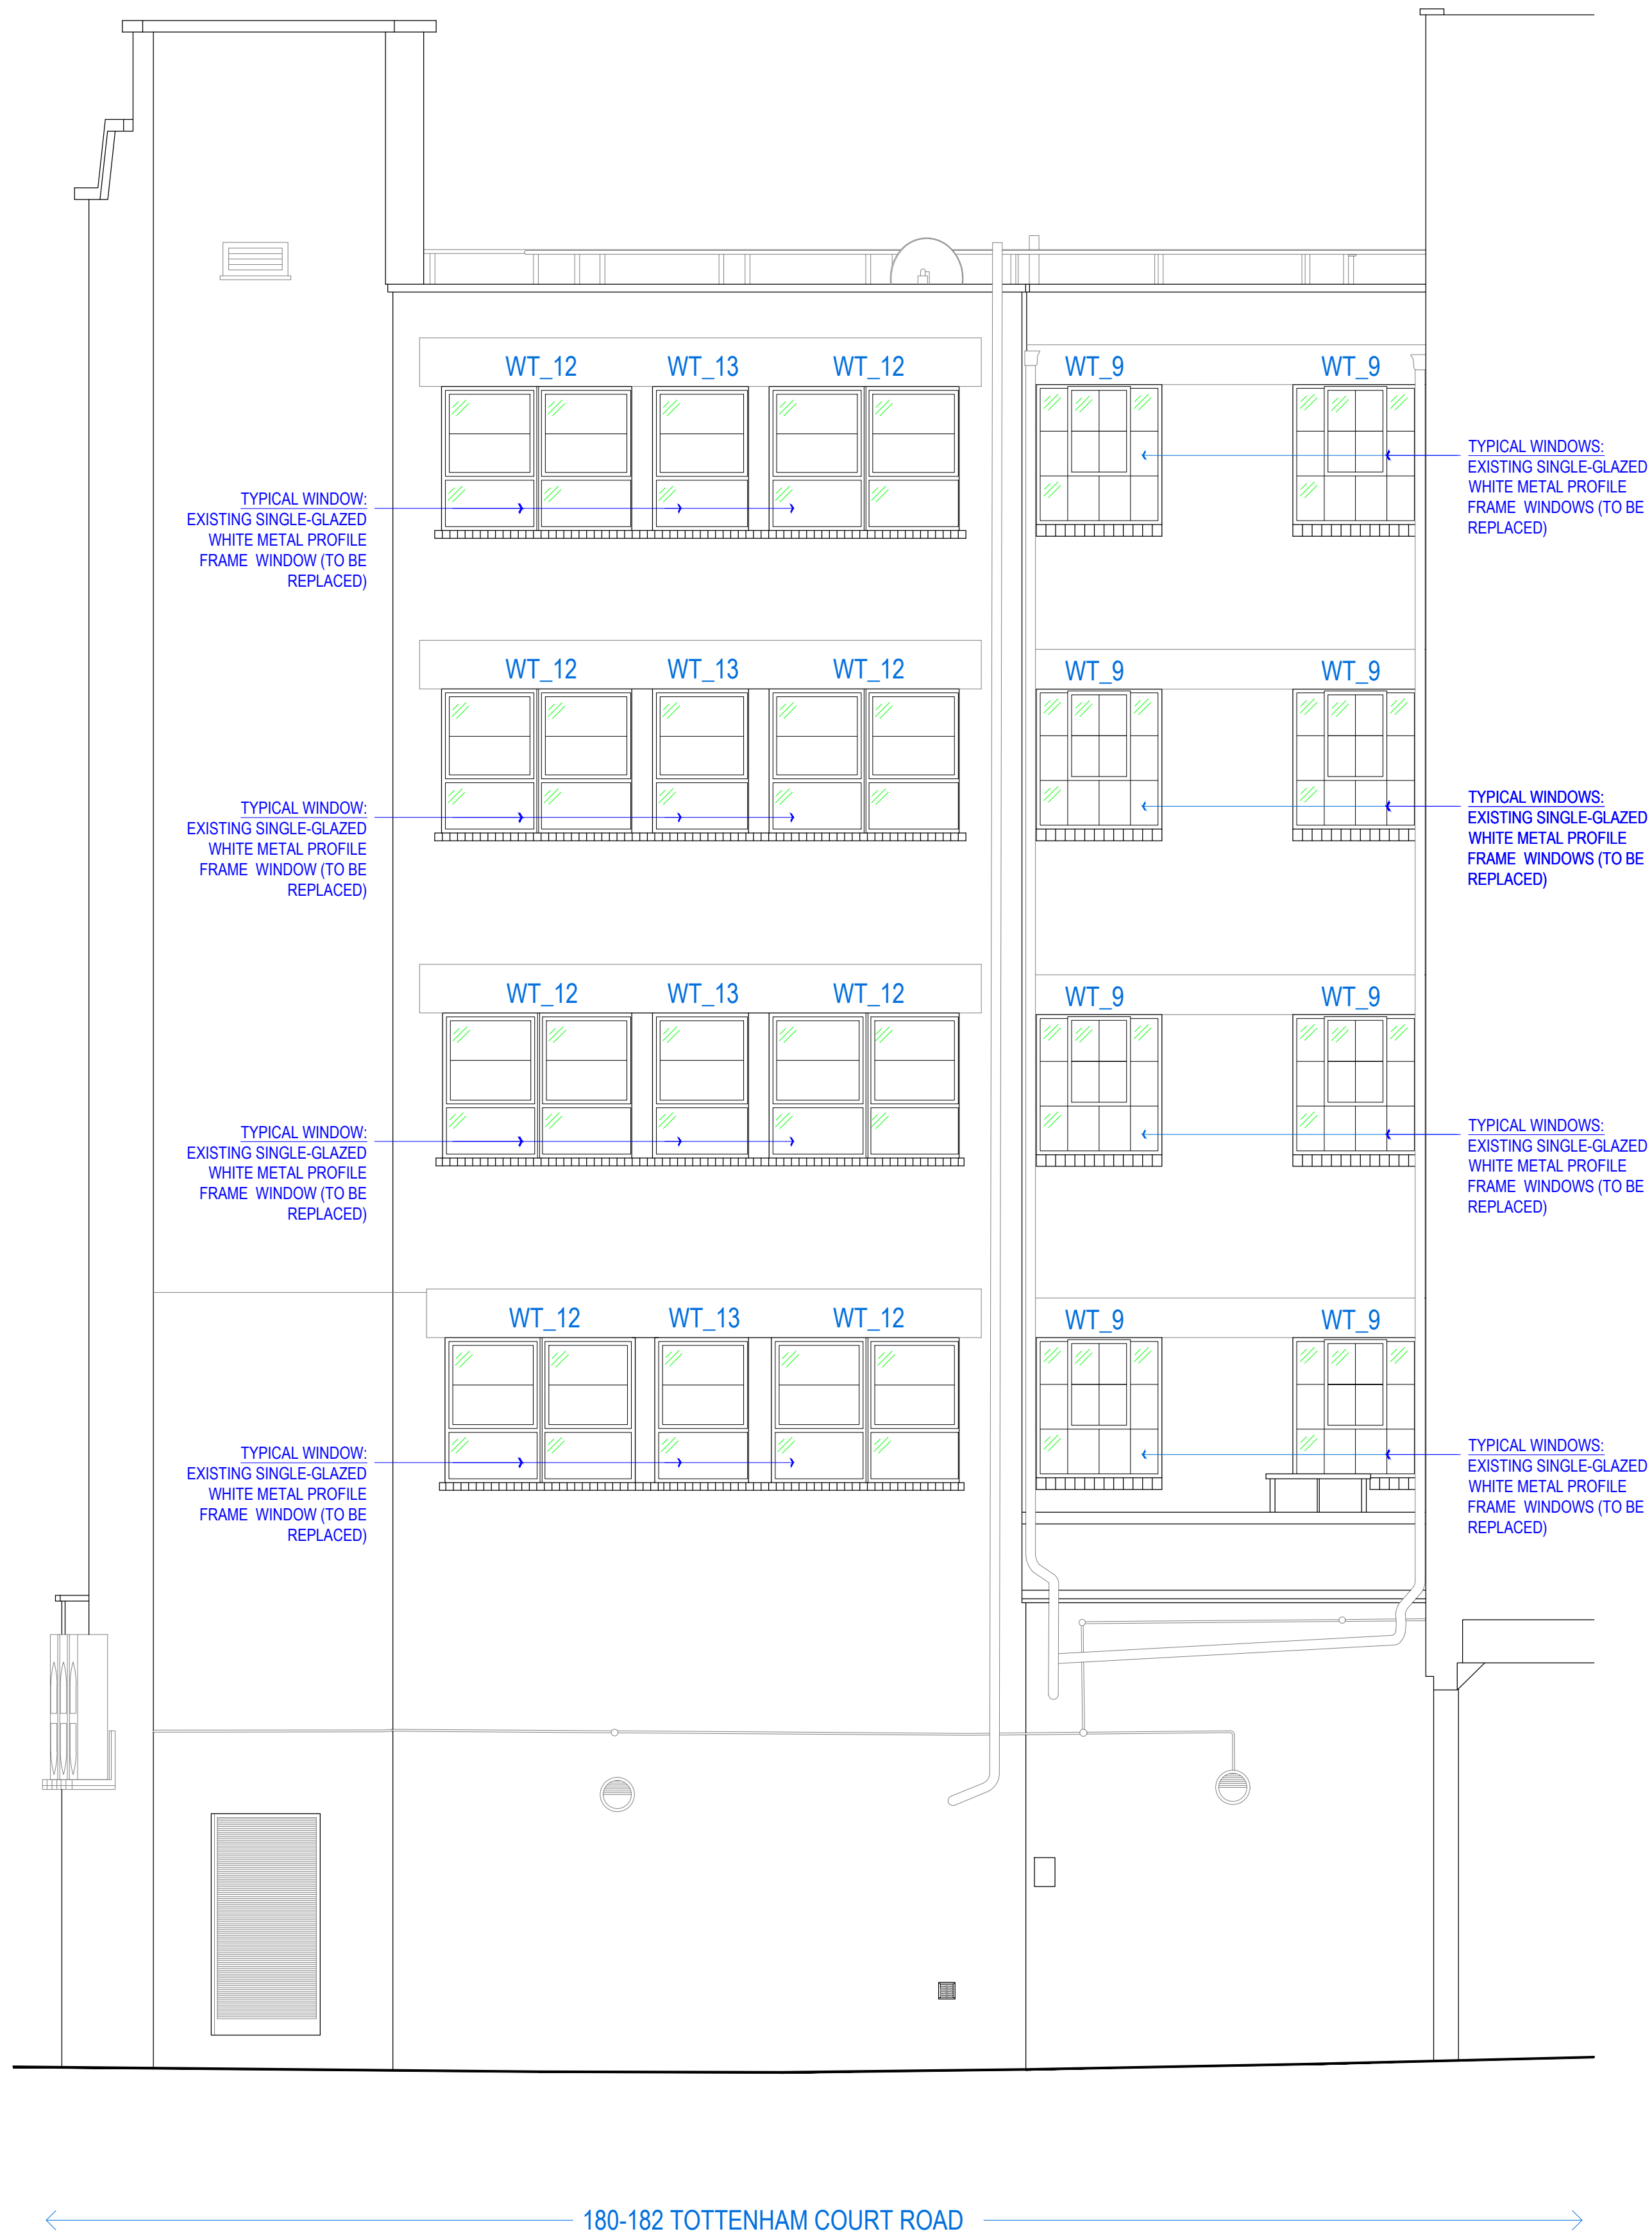 WT_12 WT_13 WT_12 WT_9 WT_9
TYPICAL WINDOW:
EXISTING SINGLE-GLAZED
WHITE METAL PROFILE
FRAME WINDOW (TO BE
REPLACED)
TYPICAL WINDOWS:
EXISTING SINGLE-GLAZED
WHITE METAL PROFILE
FRAME WINDOWS (TO BE
REPLACED)
WT_12 WT_13 WT_12 WT_9 WT_9
TYPICAL WINDOW:
EXISTING SINGLE-GLAZED
WHITE METAL PROFILE
FRAME WINDOW (TO BE
REPLACED)
TYPICAL WINDOWS:
EXISTING SINGLE-GLAZED
WHITE METAL PROFILE
FRAME WINDOWS (TO BE
REPLACED)
WT_12 WT_13 WT_12 WT_9 WT_9
TYPICAL WINDOW:
EXISTING SINGLE-GLAZED
WHITE METAL PROFILE
FRAME WINDOW (TO BE
REPLACED)
TYPICAL WINDOWS:
EXISTING SINGLE-GLAZED
WHITE METAL PROFILE
FRAME WINDOWS (TO BE
REPLACED)
WT_12 WT_13 WT_12 WT_9 WT_9
TYPICAL WINDOW:
EXISTING SINGLE-GLAZED
WHITE METAL PROFILE
FRAME WINDOW (TO BE
REPLACED)
TYPICAL WINDOWS:
EXISTING SINGLE-GLAZED
WHITE METAL PROFILE
FRAME WINDOWS (TO BE
REPLACED)
180-182 TOTTENHAM COURT ROAD